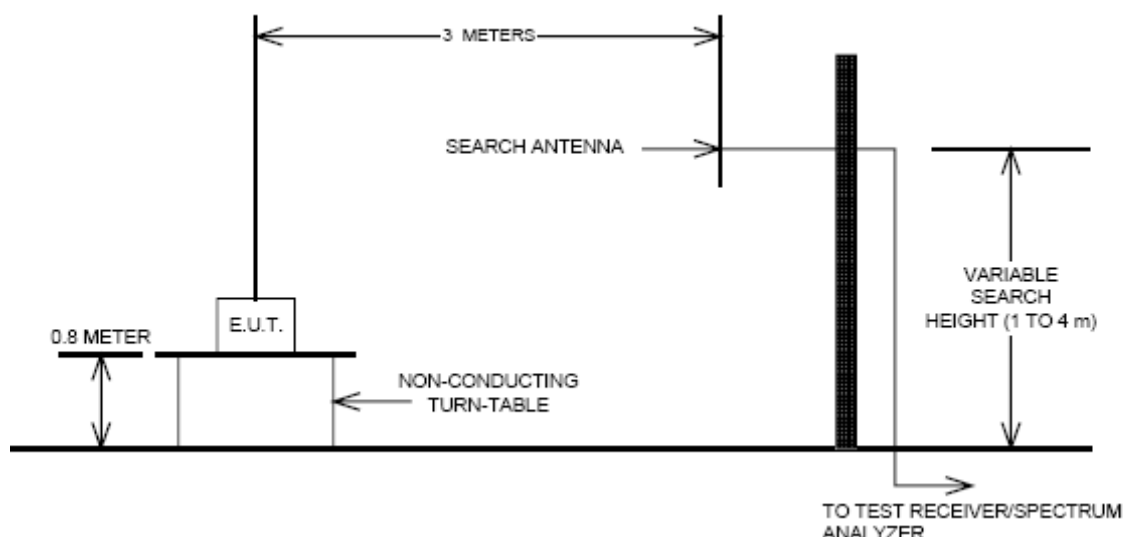 3 METERS
SEARCH ANTENNA
VARIABLE
SEARCH
HEIGHT (1 TO 4 m)
E.U.T.
0.8 METER
NON-CONDUCTING
TURN-TABLE
TO TEST RECEIVER/SPECTRUM
ANALYZER